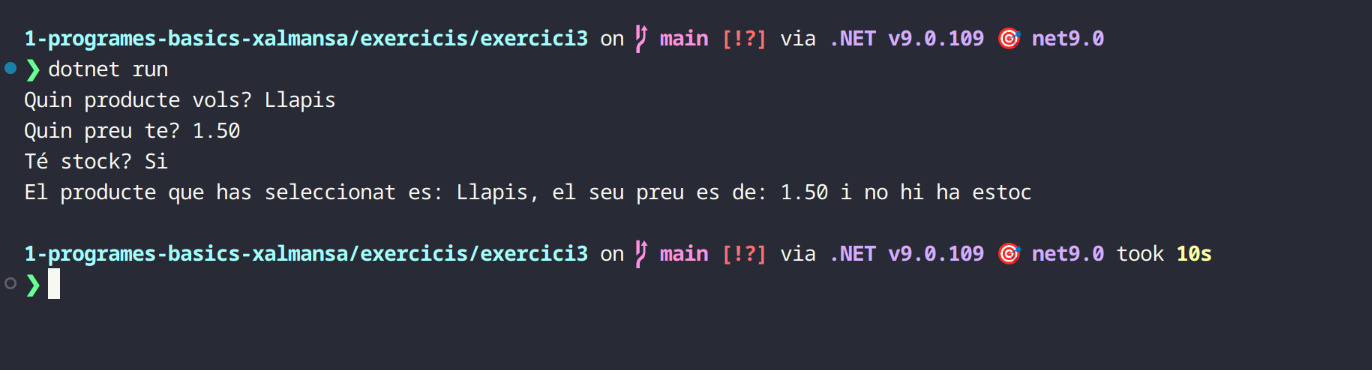 1-programes-basics-xalmansa/exercicis/exercici3 on main [!?] via .NET v9.0.109 🎯 net9.0
❯ dotnet run
Quin producte vols? Llapis
Quin preu te? 1.50
Té stock? Si
El producte que has seleccionat es: Llapis, el seu preu es de: 1.50 i no hi ha estoc
1-programes-basics-xalmansa/exercicis/exercici3 on main [!?] via .NET v9.0.109 🎯 net9.0 took 10s
❯